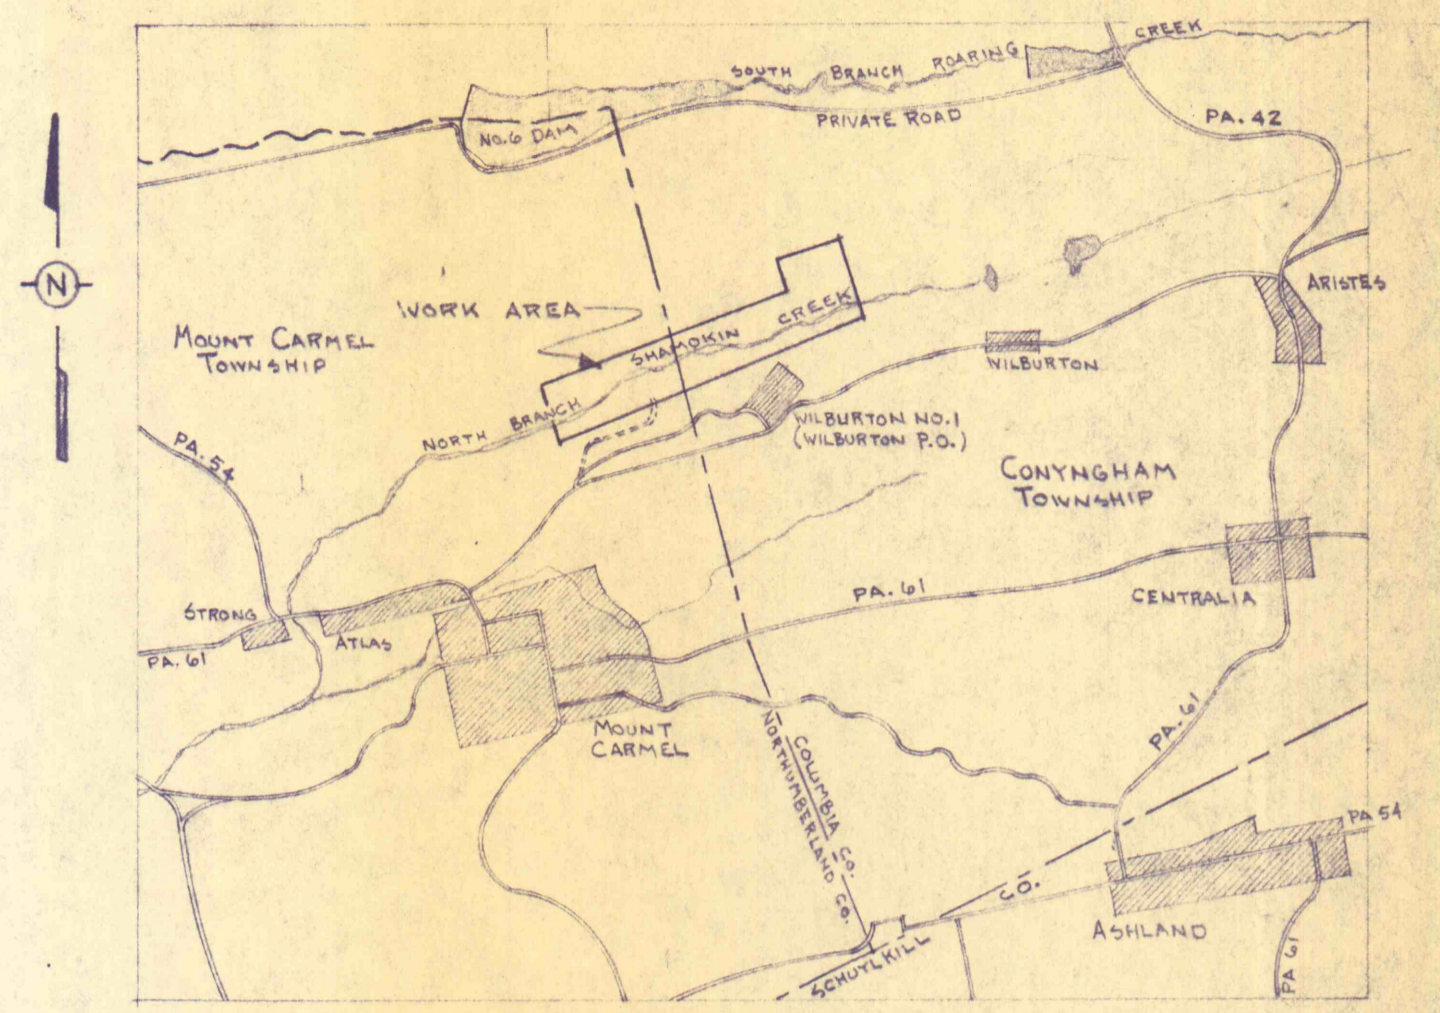 SOUTH BRANCH ROARING CREEK
NO.6 DAM
PRIVATE ROAD
PA. 42
N
WORK AREA
MOUNT CARMEL
TOWNSHIP
ARISTES
NORTH BRANCH SHAMOKIN CREEK
WILBURTON
WILBURTON NO.1
(WILBURTON P.O.)
PA. 54
CONYNGHAM
TOWNSHIP
PA. 61
CENTRALIA
STRONG
ATLAS
PA. 61
MOUNT
CARMEL
PA. 61
COLUMBIA CO.
NORTHUMBERLAND CO.
PA 54
SCHUYLKILL CO.
ASHLAND
PA 61